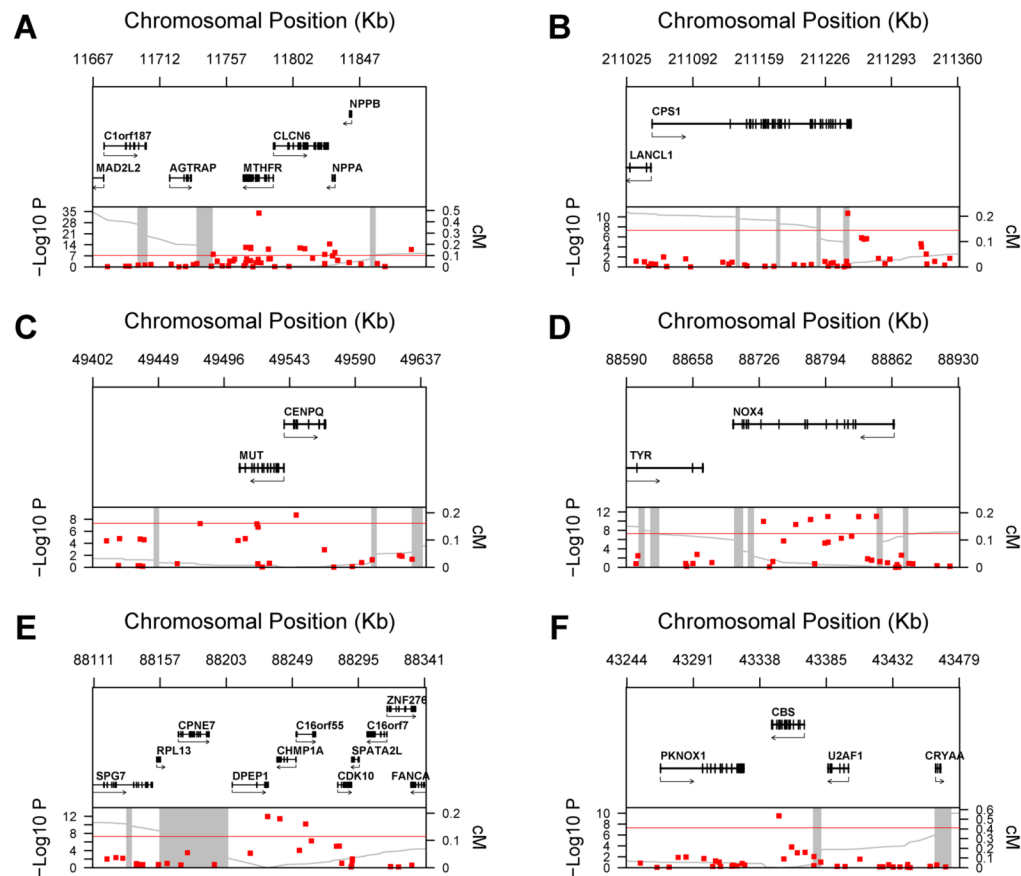 A
Chromosomal Position (Kb)
11667 11712 11757 11802 11847
NPPB
C1orf187 CLCN6
MAD2L2 AGTRAP MTHFR NPPA
−Log10 P
35 28 21 14 7 0
0.5 0.4 0.3 0.2 0.1 0
cM
B
Chromosomal Position (Kb)
211025 211092 211159 211226 211293 211360
CPS1
LANCL1
−Log10 P
10 8 6 4 2 0
0.2 0.1 0
cM
C
Chromosomal Position (Kb)
49402 49449 49496 49543 49590 49637
CENPQ
MUT
−Log10 P
8 6 4 2 0
0.2 0.1 0
cM
D
Chromosomal Position (Kb)
88590 88658 88726 88794 88862 88930
NOX4
TYR
−Log10 P
12 10 8 6 4 2 0
0.2 0.1 0
cM
E
Chromosomal Position (Kb)
88111 88157 88203 88249 88295 88341
ZNF276
CPNE7 C16orf55 C16orf7
RPL13 CHMP1A SPATA2L
SPG7 DPEP1 CDK10 FANCA
−Log10 P
12 10 8 6 4 2 0
0.2 0.1 0
cM
F
Chromosomal Position (Kb)
43244 43291 43338 43385 43432 43479
CBS
PKNOX1 U2AF1 CRYAA
−Log10 P
10 8 6 4 2 0
0.6 0.5 0.4 0.3 0.2 0.1 0
cM